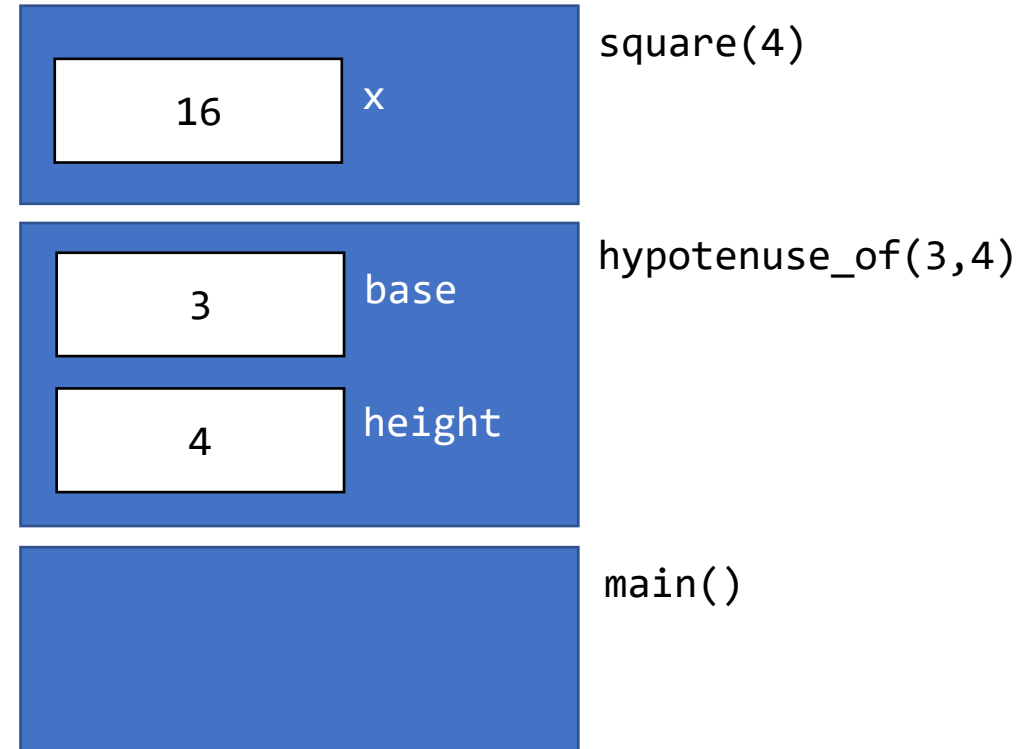 square(4)
16
x
hypotenuse_of(3,4)
3
base
4
height
main()